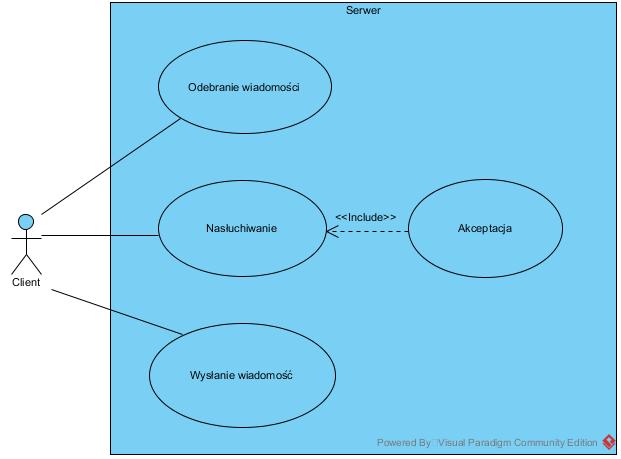 Serwer
Odebranie wiadomości
<<Include>>
Nasłuchiwanie
Akceptacja
Client
Wysłanie wiadomość
Powered By Visual Paradigm Community Edition